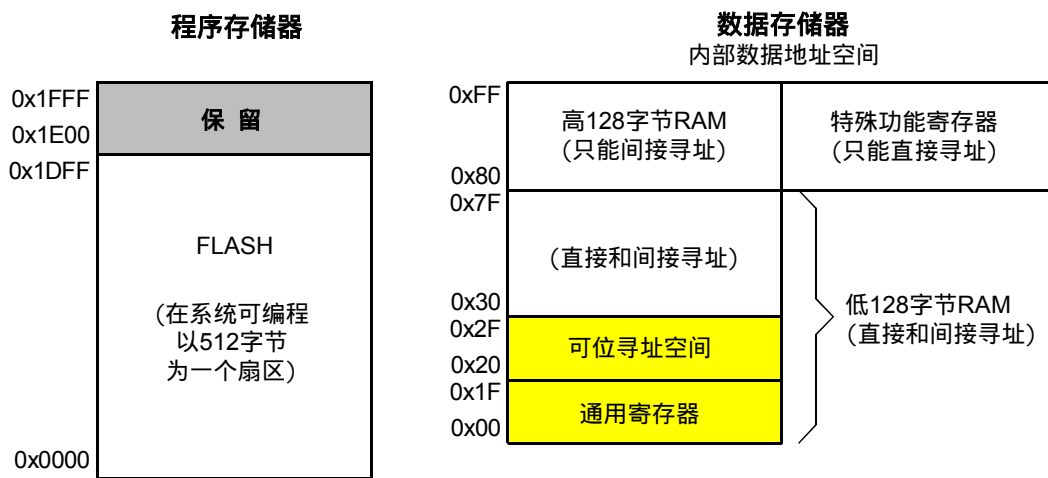 程序存储器
0x1FFF
保 留
0x1E00
0x1DFF
FLASH
(在系统可编程
以512字节
为一个扇区)
0x0000
数据存储器
内部数据地址空间
0xFF
高128字节RAM
(只能间接寻址)
特殊功能寄存器
(只能直接寻址)
0x80
0x7F
(直接和间接寻址)
0x30
0x2F
可位寻址空间
0x20
0x1F
通用寄存器
0x00
低128字节RAM
(直接和间接寻址)